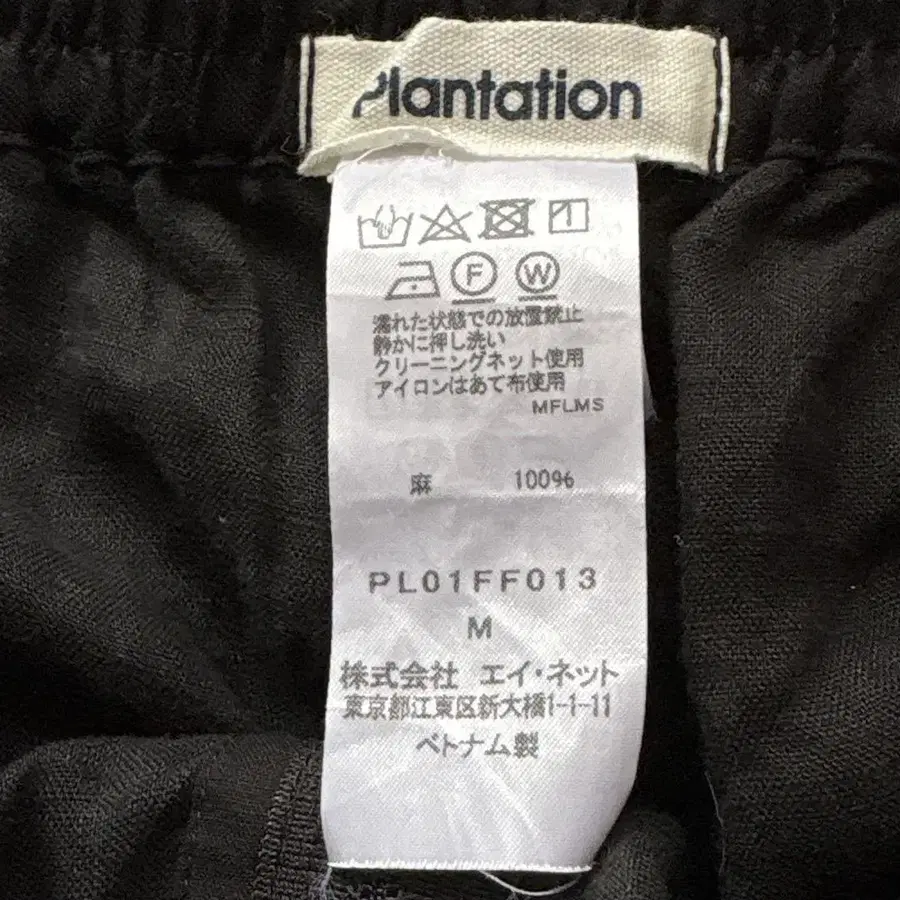 Plantation
F W
濡れた状態での放置禁止
静かに押し洗い
クリーニングネット使用
アイロンはあて布使用
MFLMS
麻 100%
PL01FF013
M
株式会社 エイ・ネット
東京都江東区新大橋1-1-11
ベトナム製